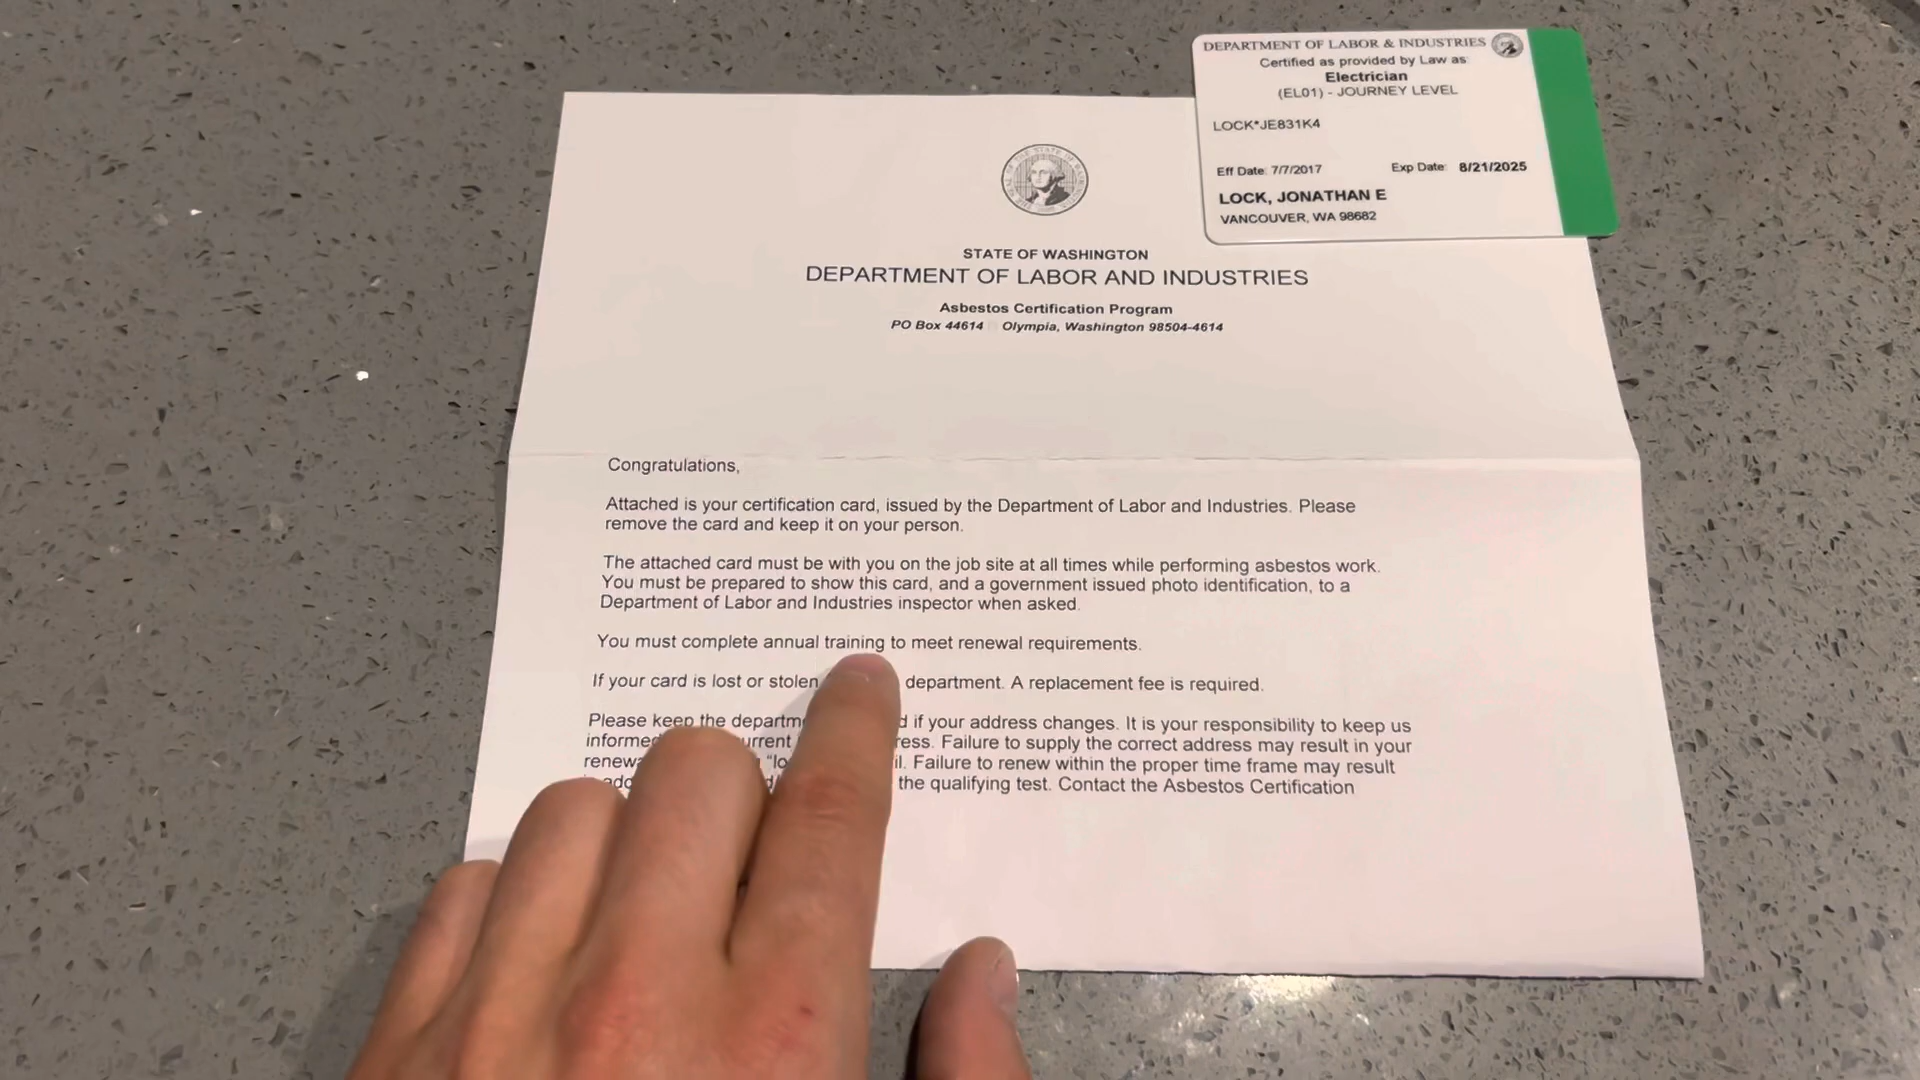 DEPARTMENT OF LABOR & INDUSTRIES
Certified as provided by Law as:
Electrician
(EL01) - JOURNEY LEVEL
LOCK*JE831K4
Eff Date: 7/7/2017 Exp Date: 8/21/2025
LOCK, JONATHAN E
VANCOUVER, WA 98682
STATE OF WASHINGTON
DEPARTMENT OF LABOR AND INDUSTRIES
Asbestos Certification Program
PO Box 44614 Olympia, Washington 98504-4614
Congratulations,
Attached is your certification card, issued by the Department of Labor and Industries. Please
remove the card and keep it on your person.
The attached card must be with you on the job site at all times while performing asbestos work.
You must be prepared to show this card, and a government issued photo identification, to a
Department of Labor and Industries inspector when asked.
You must complete annual training to meet renewal requirements.
If your card is lost or stolen department. A replacement fee is required.
Please keep the if your address changes. It is your responsibility to keep us
Failure to supply the correct address may result in your
Failure to renew within the proper time frame may result
the qualifying test. Contact the Asbestos Certification